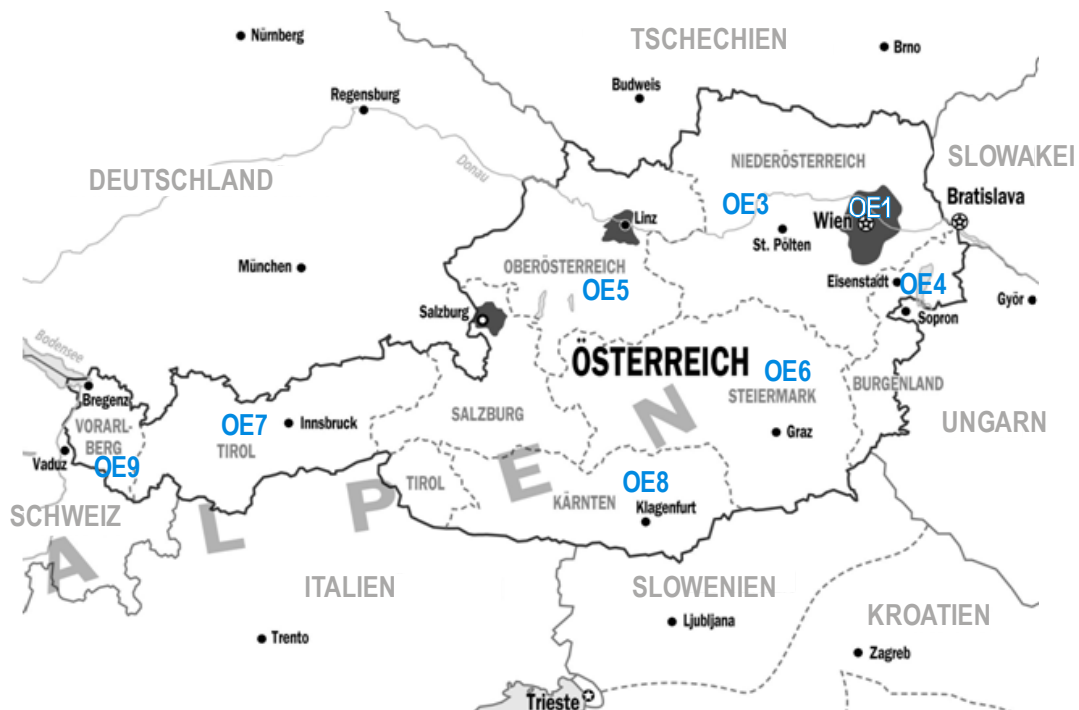 Nürnberg
TSCHECHIEN
Brno
Budweis
Regensburg
NIEDERÖSTERREICH
SLOWAKEI
Donau
DEUTSCHLAND
OE3
OE1
Bratislava
Linz
Wien
St. Pölten
München
OBERÖSTERREICH
Eisenstadt
OE4
OE5
Györ
Salzburg
Sopron
Bodensee
ÖSTERREICH
OE6
BURGENLAND
Bregenz
STEIERMARK
SALZBURG
VORARL-
BERG
OE7
Innsbruck
TIROL
Graz
UNGARN
Vaduz
OE9
TIROL
OE8
KÄRNTEN
Klagenfurt
SCHWEIZ
ALPEN
ITALIEN
SLOWENIEN
KROATIEN
Ljubljana
Trento
Zagreb
Trieste